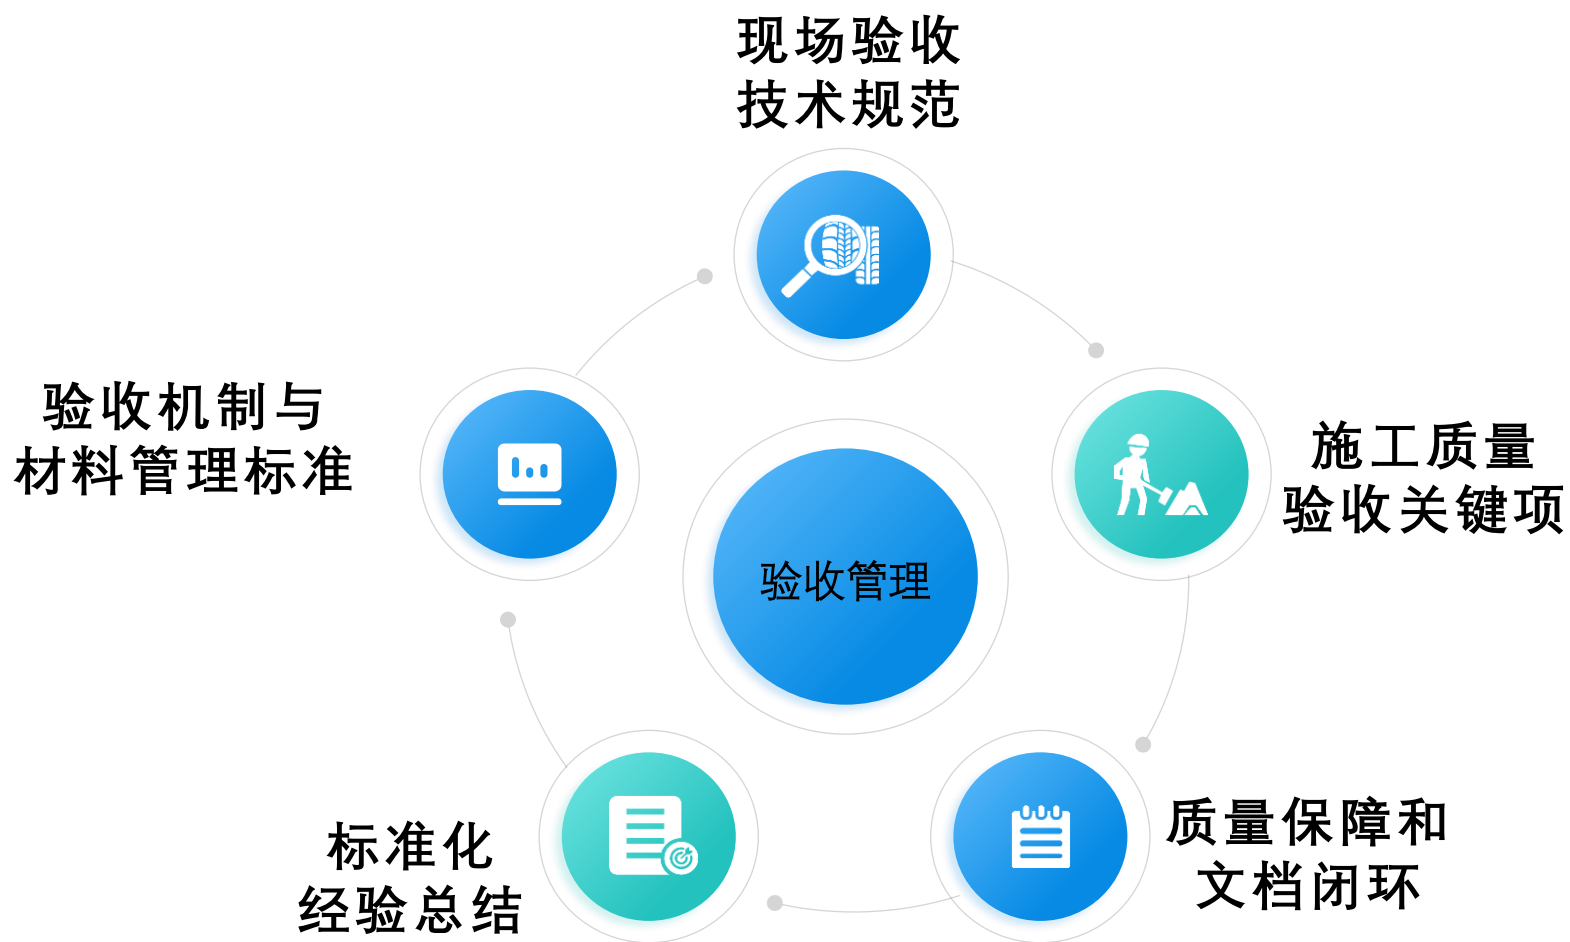 现场验收
技术规范
验收机制与
材料管理标准
施工质量
验收关键项
验收管理
标准化
经验总结
质量保障和
文档闭环